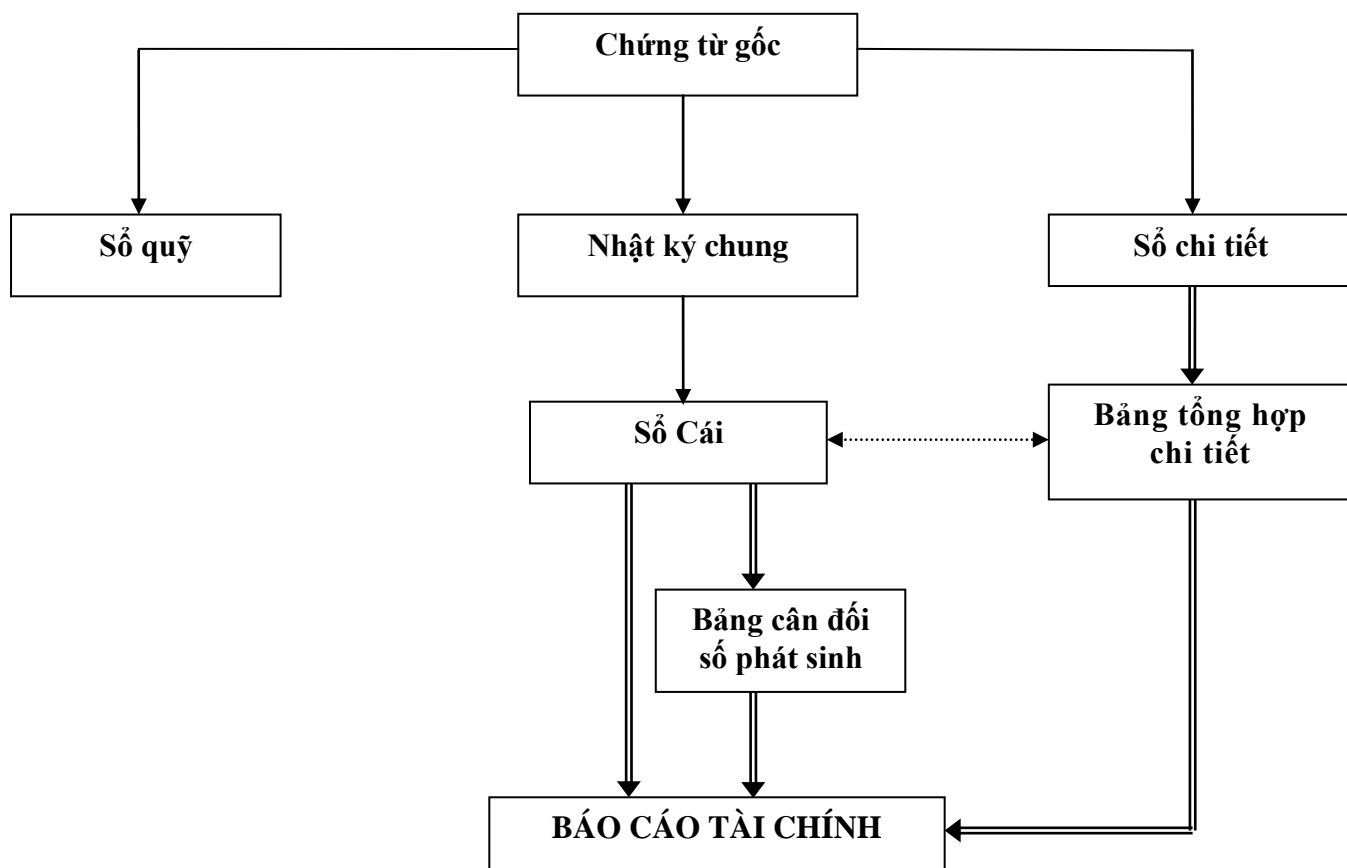 Chứng từ gốc
Sổ quỹ
Nhật ký chung
Sổ chi tiết
Sổ Cái
Bảng tổng hợp
chi tiết
Bảng cân đối
số phát sinh
BÁO CÁO TÀI CHÍNH